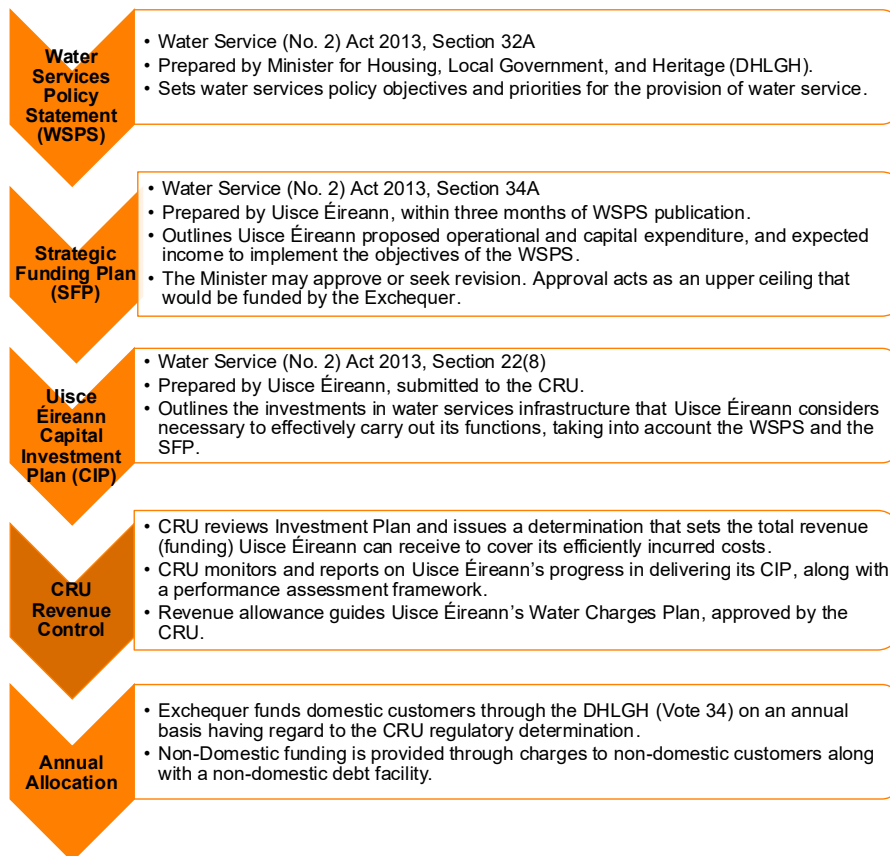 Water
Services
Policy
Statement
(WSPS)
• Water Service (No. 2) Act 2013, Section 32A
• Prepared by Minister for Housing, Local Government, and Heritage (DHLGH).
• Sets water services policy objectives and priorities for the provision of water service.
Strategic
Funding Plan
(SFP)
• Water Service (No. 2) Act 2013, Section 34A
• Prepared by Uisce Éireann, within three months of WSPS publication.
• Outlines Uisce Éireann proposed operational and capital expenditure, and expected
income to implement the objectives of the WSPS.
• The Minister may approve or seek revision. Approval acts as an upper ceiling that
would be funded by the Exchequer.
Uisce
Éireann
Capital
Investment
Plan (CIP)
• Water Service (No. 2) Act 2013, Section 22(8)
• Prepared by Uisce Éireann, submitted to the CRU.
• Outlines the investments in water services infrastructure that Uisce Éireann considers
necessary to effectively carry out its functions, taking into account the WSPS and the
SFP.
CRU
Revenue
Control
• CRU reviews Investment Plan and issues a determination that sets the total revenue
(funding) Uisce Éireann can receive to cover its efficiently incurred costs.
• CRU monitors and reports on Uisce Éireann’s progress in delivering its CIP, along with
a performance assessment framework.
• Revenue allowance guides Uisce Éireann’s Water Charges Plan, approved by the
CRU.
Annual
Allocation
• Exchequer funds domestic customers through the DHLGH (Vote 34) on an annual
basis having regard to the CRU regulatory determination.
• Non-Domestic funding is provided through charges to non-domestic customers along
with a non-domestic debt facility.